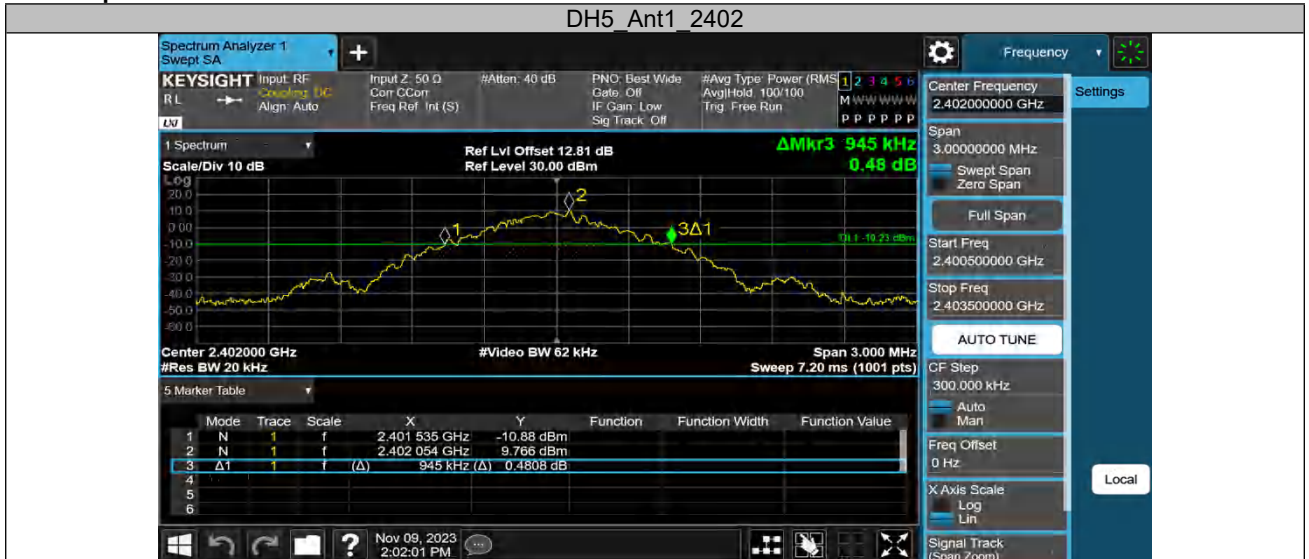 DH5_Ant1_2402
Spectrum Analyzer 1
Swept SA
Frequency
KEYSIGHT
RL
LXI
Input: RF
Coupling: DC
Align: Auto
Input Z: 50 Ω
Corr CCorr
Freq Ref: Int (S)
#Atten: 40 dB
PNO: Best Wide
Gate: Off
IF Gain: Low
Sig Track: Off
#Avg Type: Power (RMS
Avg|Hold: 100/100
Trig: Free Run
1 2 3 4 5 6
M W W W W W
P P P P P P
1 Spectrum
Scale/Div 10 dB
Ref Lvl Offset 12.81 dB
Ref Level 30.00 dBm
ΔMkr3 945 kHz
0.48 dB
Log
20.0
10.0
0.00
-10.0
-20.0
-30.0
-40.0
-50.0
-60.0
1
2
3Δ1
DL1 -10.23 dBm
Center 2.402000 GHz
#Video BW 62 kHz
Span 3.000 MHz
#Res BW 20 kHz
Sweep 7.20 ms (1001 pts)
5 Marker Table
Mode Trace Scale X Y Function Function Width Function Value
1 N 1 f 2.401 535 GHz -10.88 dBm
2 N 1 f 2.402 054 GHz 9.766 dBm
3 Δ1 1 f (Δ) 945 kHz (Δ) 0.4808 dB
4
5
6
Nov 09, 2023
2:02:01 PM
Center Frequency
2.402000000 GHz
Settings
Span
3.00000000 MHz
Swept Span
Zero Span
Full Span
Start Freq
2.400500000 GHz
Stop Freq
2.403500000 GHz
AUTO TUNE
CF Step
300.000 kHz
Auto
Man
Freq Offset
0 Hz
X Axis Scale
Log
Lin
Local
Signal Track
(Span Zoom)